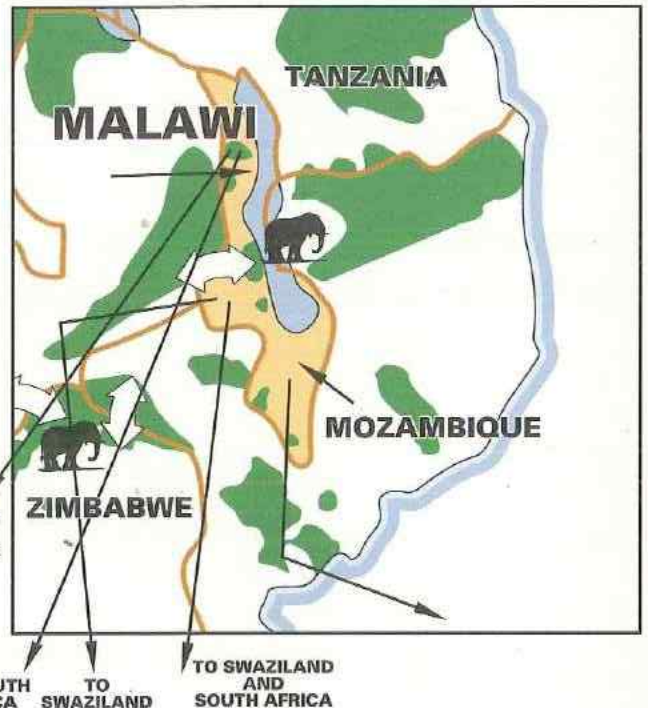 TANZANIA
MALAWI
MOZAMBIQUE
ZIMBABWE
TO SWAZILAND
AND
SOUTH AFRICA
TO
SWAZILAND